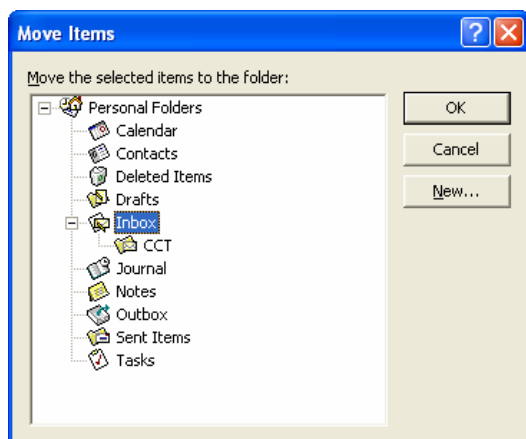 Move Items
Move the selected items to the folder:
Personal Folders
Calendar
Contacts
Deleted Items
Drafts
Inbox
CCT
Journal
Notes
Outbox
Sent Items
Tasks
OK
Cancel
New...